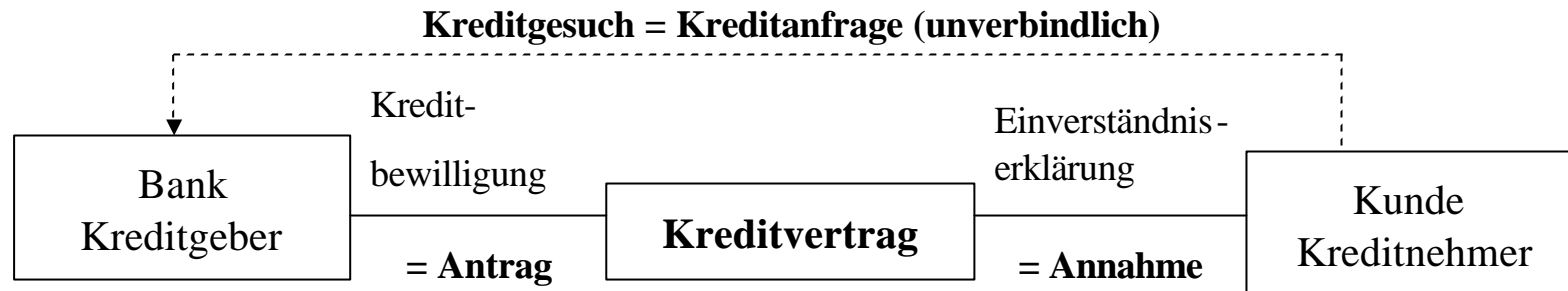 Kreditgesuch = Kreditanfrage (unverbindlich)
Bank
Kreditgeber
Kredit-
bewilligung
= Antrag
Kreditvertrag
Einverständnis-
erklärung
= Annahme
Kunde
Kreditnehmer